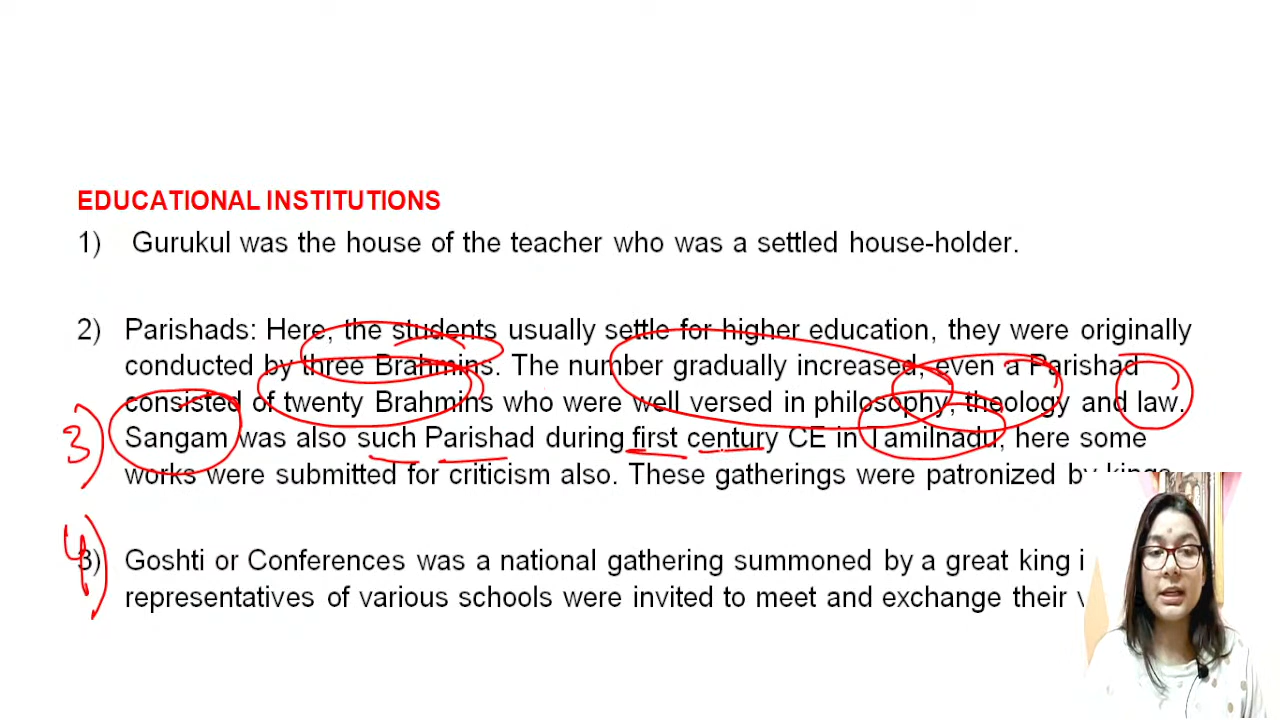 EDUCATIONAL INSTITUTIONS
1) Gurukul was the house of the teacher who was a settled house-holder.
2) Parishads: Here, the students usually settle for higher education, they were originally
conducted by three Brahmins. The number gradually increased, even a Parishad
consisted of twenty Brahmins who were well versed in philosophy, theology and law.
3) Sangam was also such Parishad during first century CE in Tamilnadu, here some
works were submitted for criticism also. These gatherings were patronized by kings.
4) 3) Goshti or Conferences was a national gathering summoned by a great king
representatives of various schools were invited to meet and exchange their